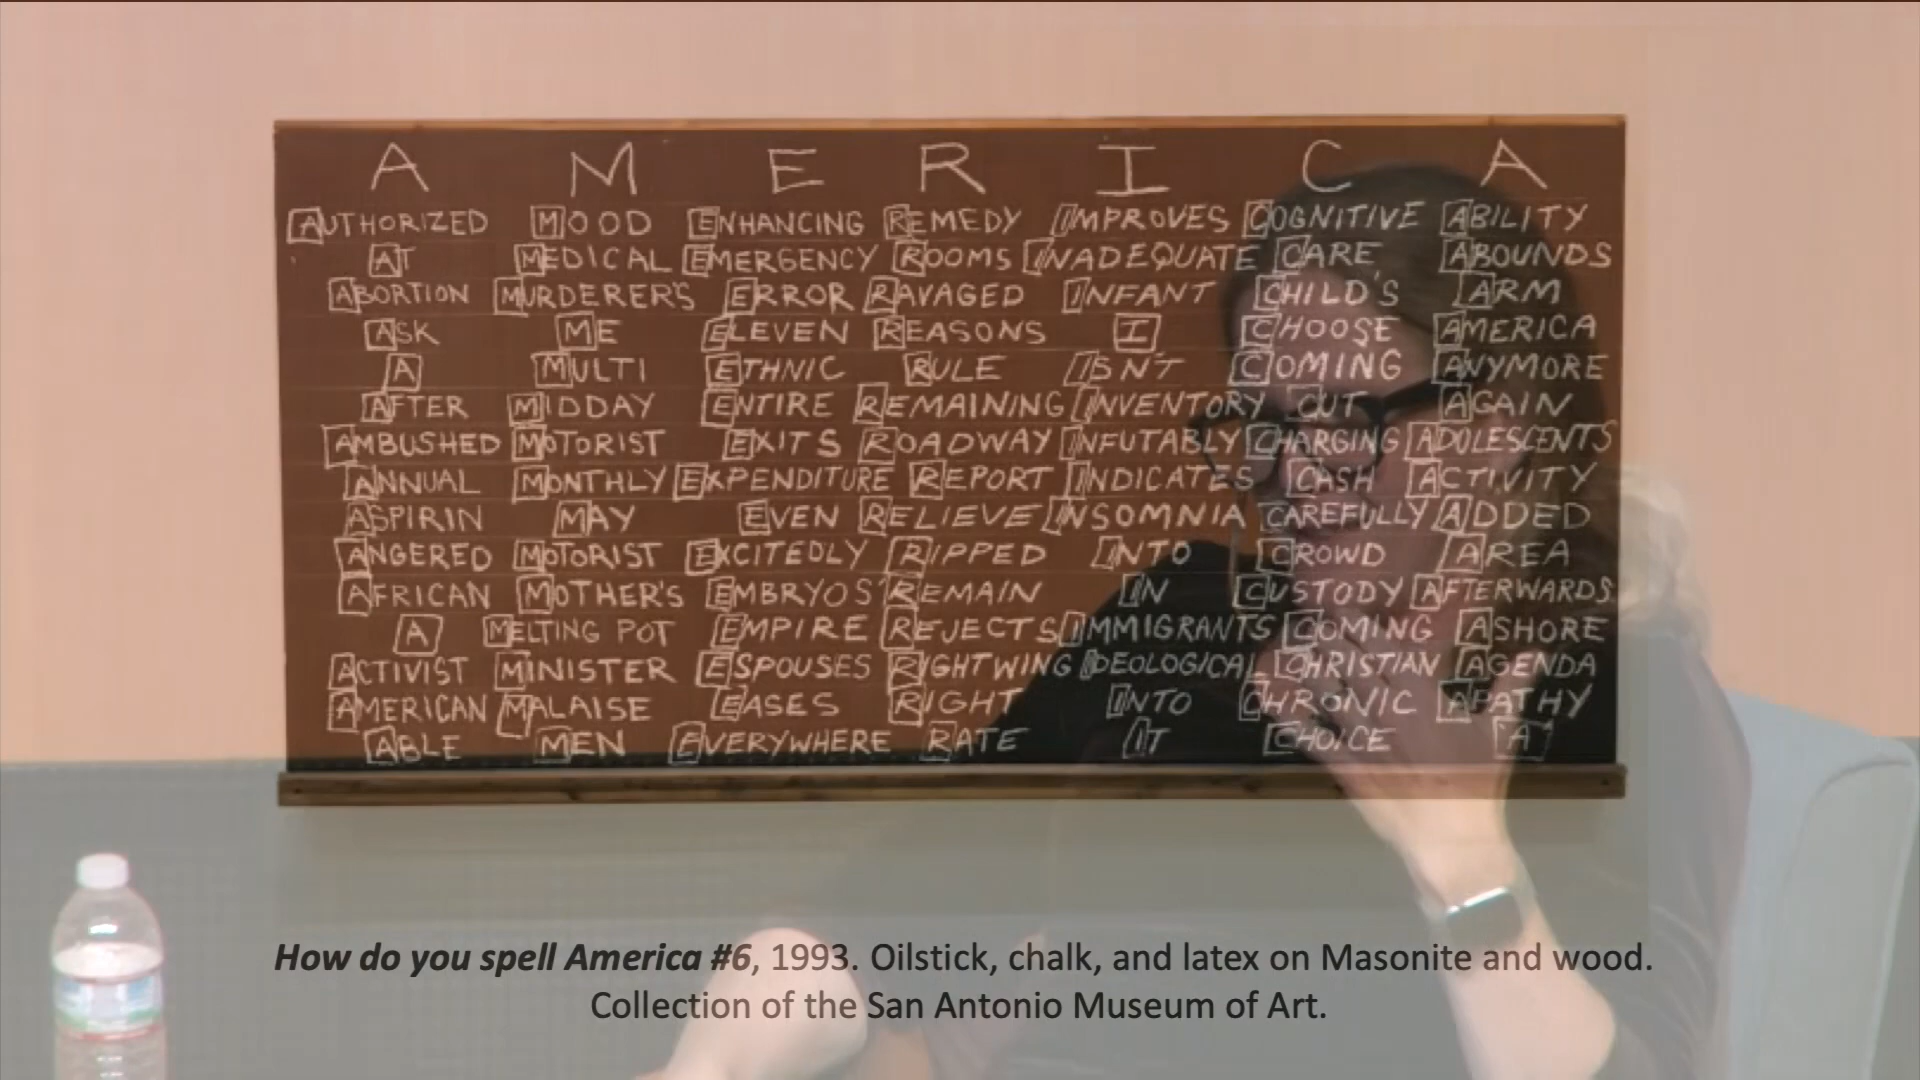 A M E R I C A
AUTHORIZED MOOD ENHANCING REMEDY IMPROVES COGNITIVE ABILITY
AT MEDICAL EMERGENCY ROOMS INADEQUATE CARE ABOUNDS
ABORTION MURDERER'S ERROR RAVAGED INFANT CHILD'S ARM
ASK ME ELEVEN REASONS I CHOOSE AMERICA
A MULTI ETHNIC RULE ISN'T COMING ANYMORE
AFTER MIDDAY ENTIRE REMAINING INVENTORY CUT AGAIN
AMBUSHED MOTORIST EXITS ROADWAY INFUTABLY CHARGING ADOLESCENTS
ANNUAL MONTHLY EXPENDITURE REPORT INDICATES CASH ACTIVITY
ASPIRIN MAY EVEN RELIEVE INSOMNIA CAREFULLY ADDED
ANGERED MOTORIST EXCITEDLY RIPPED INTO CROWD AREA
AFRICAN MOTHER'S EMBRYOS' REMAIN IN CUSTODY AFTERWARDS
A MELTING POT EMPIRE REJECTS IMMIGRANTS COMING ASHORE
ACTIVIST MINISTER ESPOUSES RIGHTWING IDEOLOGICAL CHRISTIAN AGENDA
AMERICAN MALAISE EASES RIGHT INTO CHRONIC APATHY
ABLE MEN EVERYWHERE RATE IT CHOICE A
How do you spell America #6, 1993. Oilstick, chalk, and latex on Masonite and wood.
Collection of the San Antonio Museum of Art.